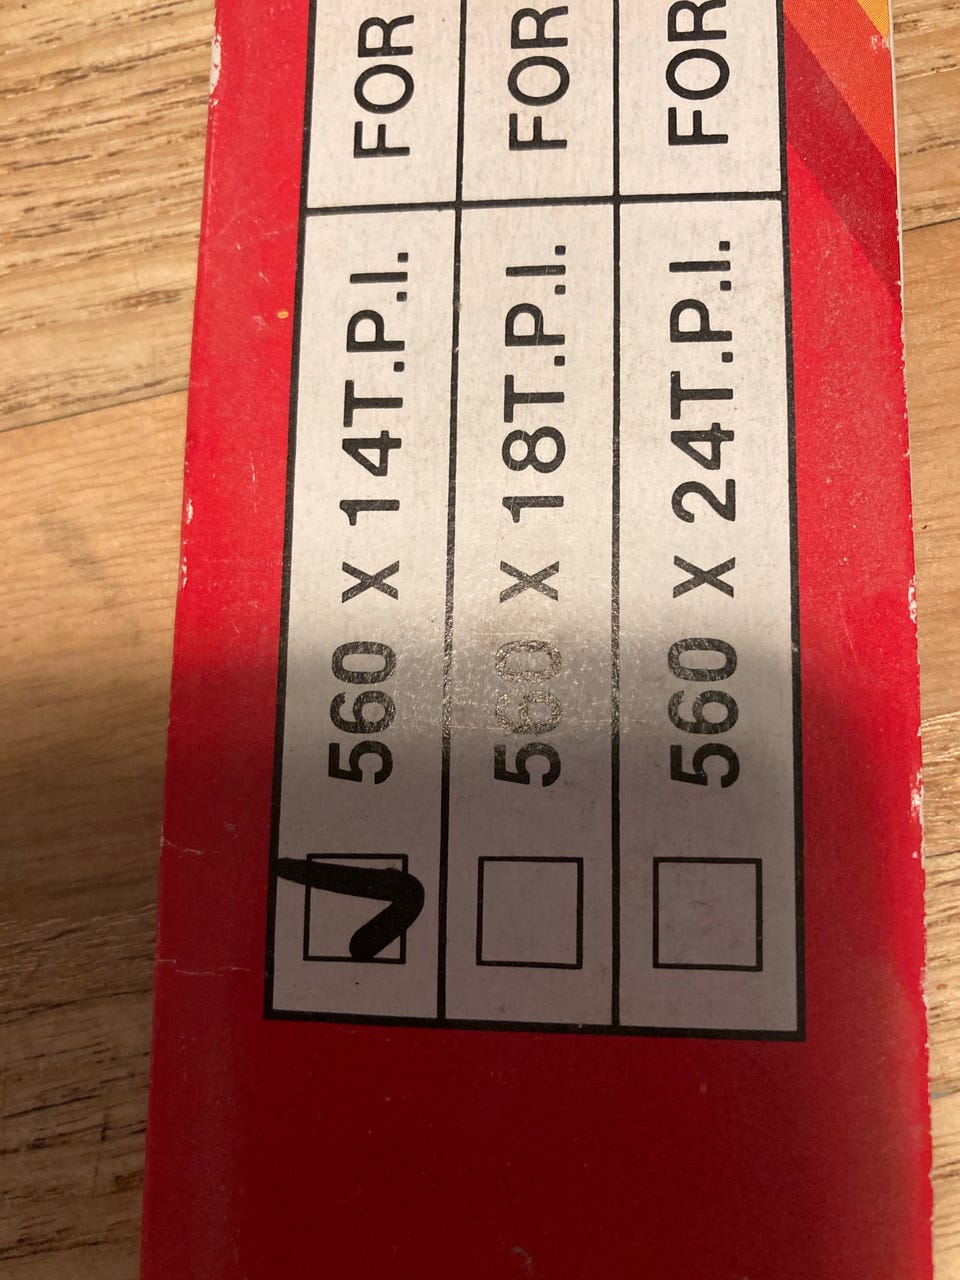 560 X 14T.P.I. FOR
560 X 18T.P.I. FOR
560 X 24T.P.I. FOR